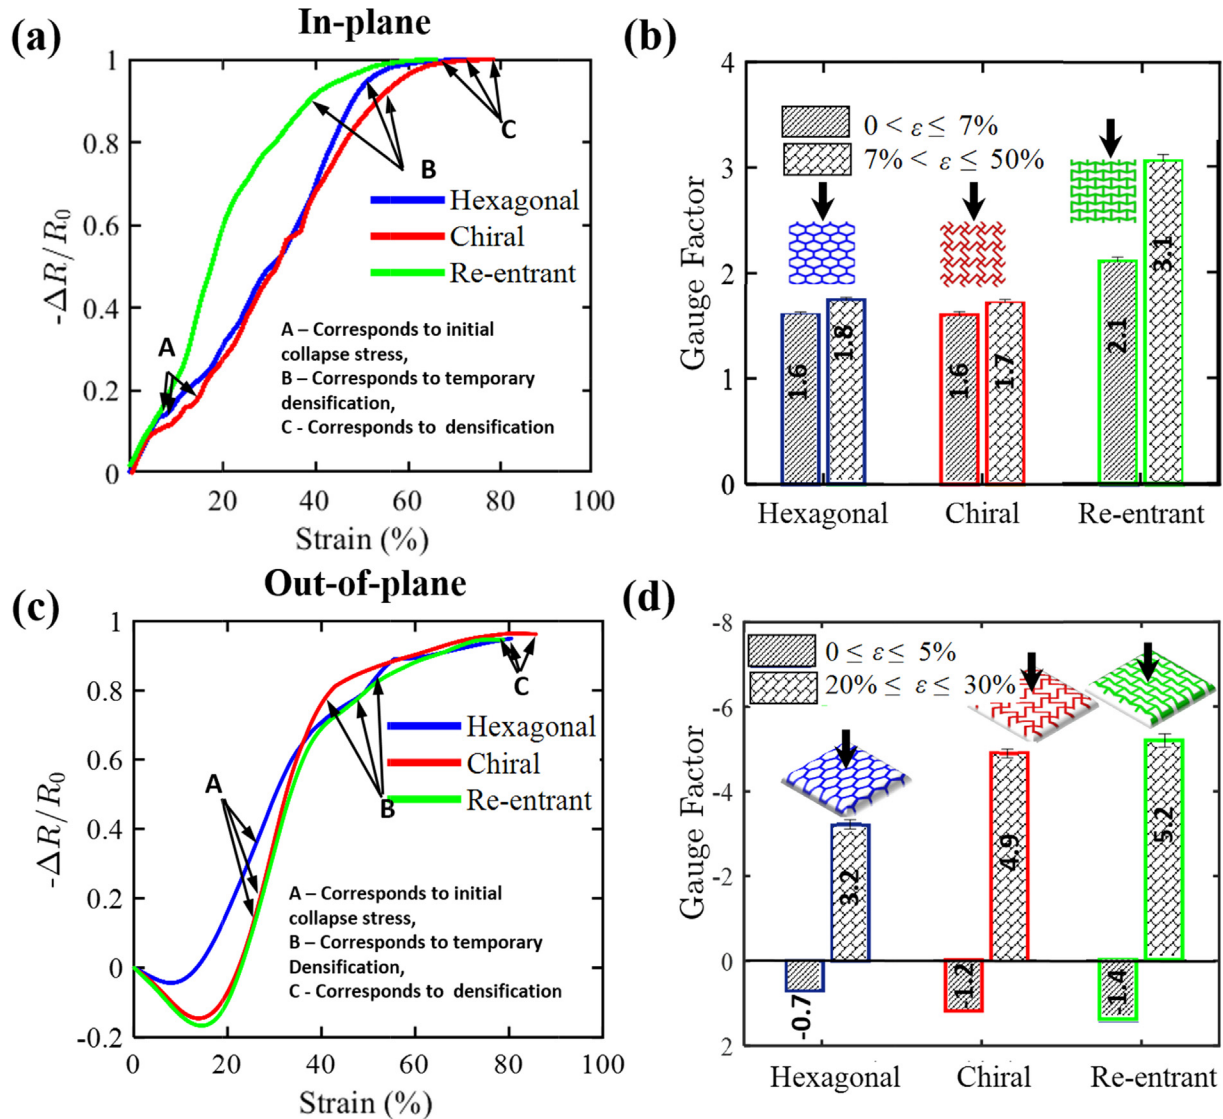 (a)
In-plane
1
0.8
0.6
0.4
0.2
0
-ΔR/R0
20
40
60
80
100
Strain (%)
A
B
C
Hexagonal
Chiral
Re-entrant
A – Corresponds to initial
collapse stress,
B – Corresponds to temporary
densification,
C - Corresponds to densification
(b)
4
3
2
1
0
Gauge Factor
0 < ε ≤ 7%
7% < ε ≤ 50%
1.6
1.8
1.6
1.7
2.1
3.1
Hexagonal
Chiral
Re-entrant
(c)
Out-of-plane
1
0.8
0.6
0.4
0.2
0
-0.2
-ΔR/R0
0
20
40
60
80
100
Strain (%)
A
B
C
Hexagonal
Chiral
Re-entrant
A – Corresponds to initial
collapse stress,
B – Corresponds to temporary
Densification,
C - Corresponds to densification
(d)
-8
-6
-4
-2
0
2
Gauge Factor
0 ≤ ε ≤ 5%
20% ≤ ε ≤ 30%
-0.7
3.2
-1.2
4.9
-1.4
5.2
Hexagonal
Chiral
Re-entrant